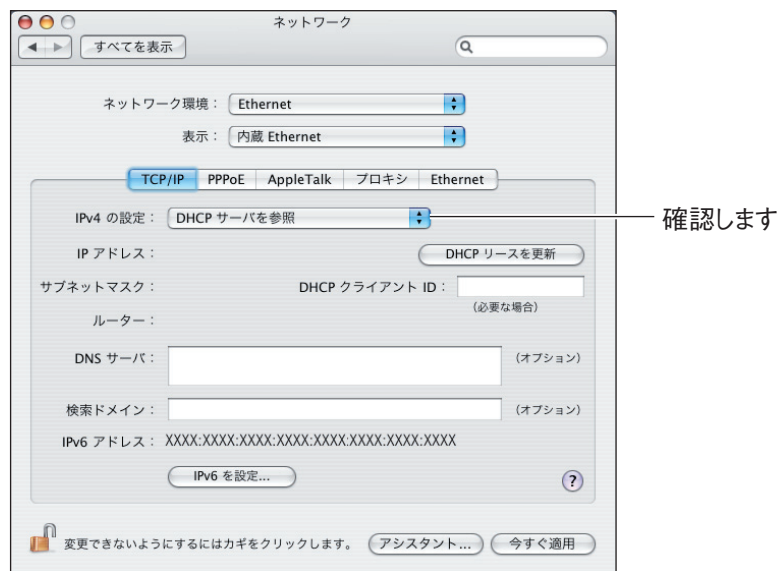 ネットワーク
すべてを表示
ネットワーク環境： Ethernet
表示： 内蔵 Ethernet
TCP/IP PPPoE AppleTalk プロキシ Ethernet
IPv4 の設定： DHCP サーバを参照
確認します
IP アドレス： DHCP リースを更新
サブネットマスク： DHCP クライアント ID：
(必要な場合)
ルーター：
DNS サーバ： (オプション)
検索ドメイン： (オプション)
IPv6 アドレス： XXXX:XXXX:XXXX:XXXX:XXXX:XXXX:XXXX:XXXX
IPv6 を設定...
?
変更できないようにするにはカギをクリックします。 アシスタント... 今すぐ適用